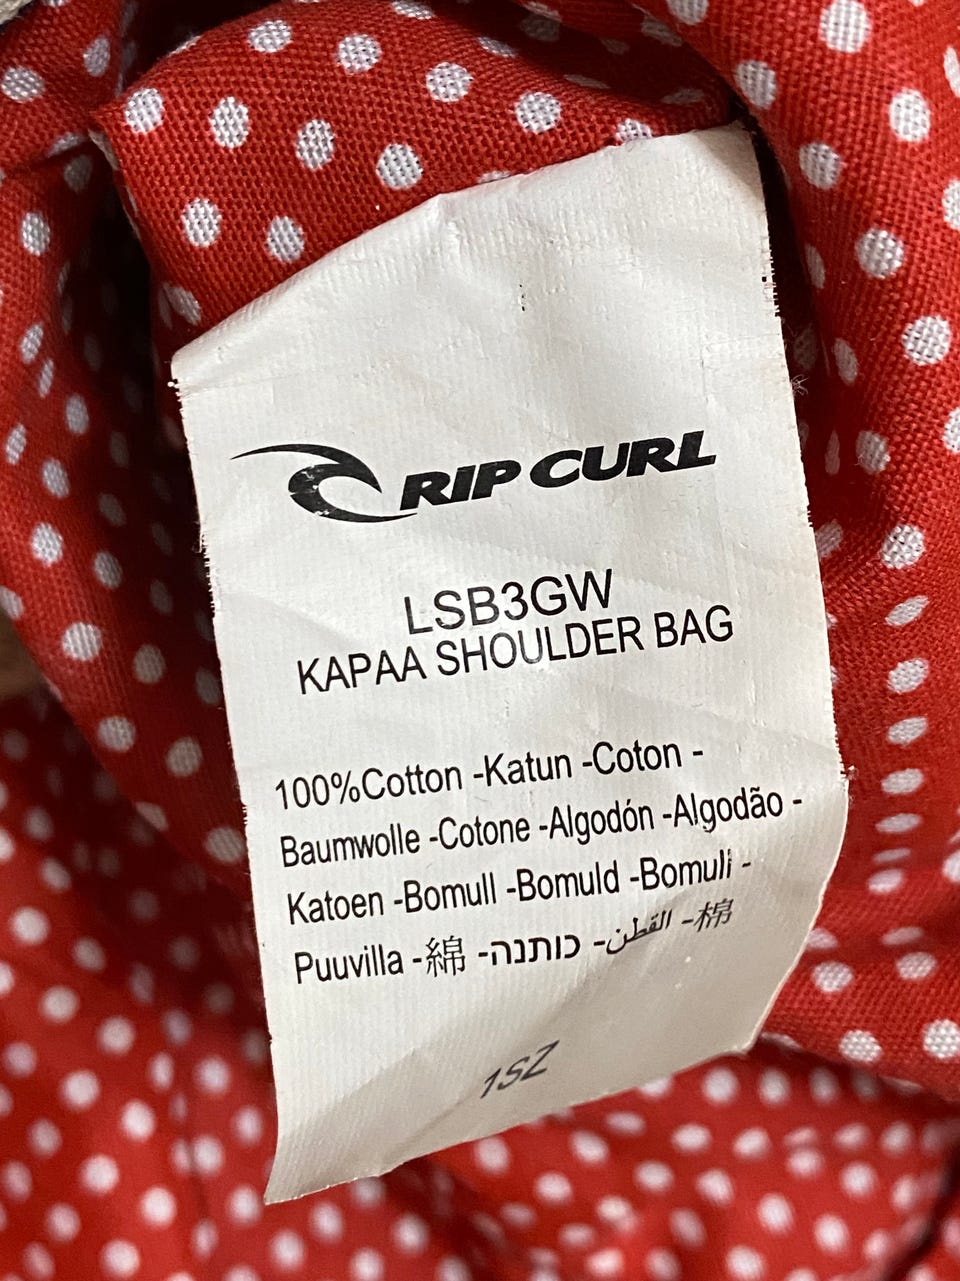 RIP CURL
LSB3GW
KAPAA SHOULDER BAG
100%Cotton -Katun -Coton -
Baumwolle -Cotone -Algodón -Algodão -
Katoen -Bomull -Bomuld -Bomuli -
Puuvilla -綿 -כותנה -القطن -棉
1SZ